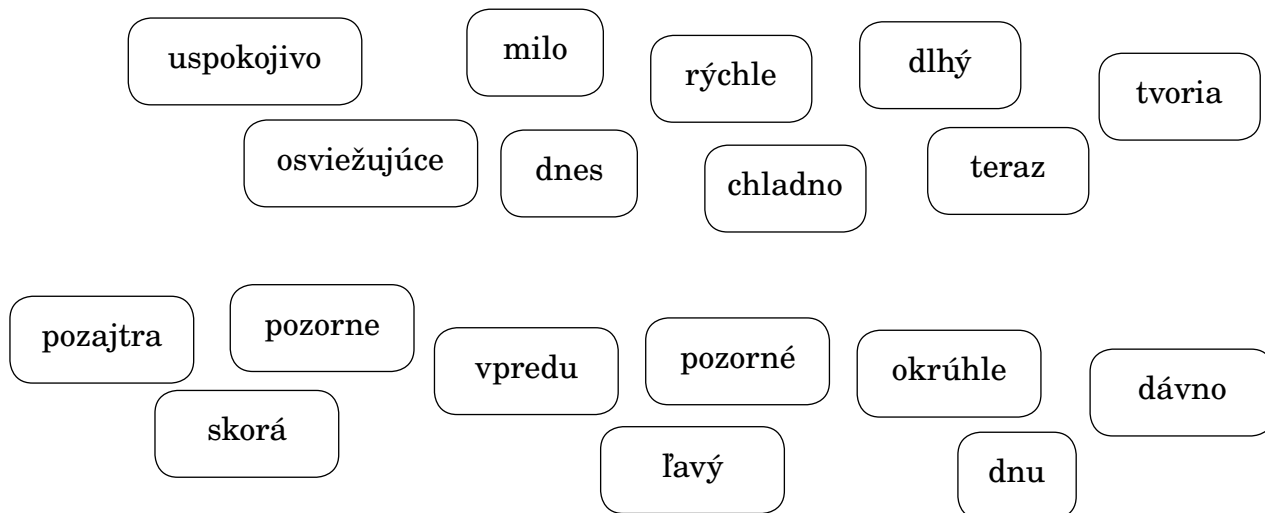 uspokojivo
milo
rýchle
dlhý
tvoria
osviežujúce
dnes
chladno
teraz
pozajtra
pozorne
vpredu
pozorné
okrúhle
dávno
skorá
ľavý
dnu